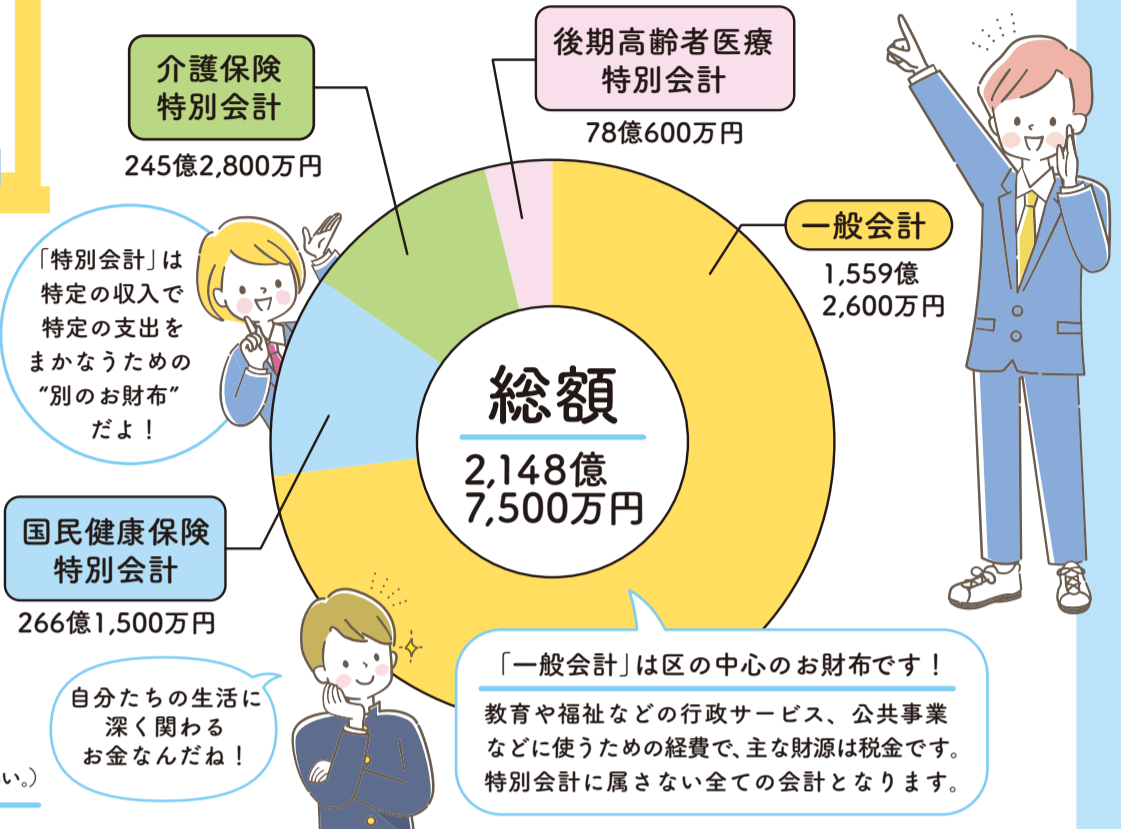 後期高齢者医療
特別会計
78億600万円
介護保険
特別会計
245億2,800万円
一般会計
1,559億
2,600万円
「特別会計」は
特定の収入で
特定の支出を
まかなうための
“別のお財布”
だよ！
総額
2,148億
7,500万円
国民健康保険
特別会計
266億1,500万円
自分たちの生活に
深く関わる
お金なんだね！
「一般会計」は区の中心のお財布です！
教育や福祉などの行政サービス、公共事業
などに使うための経費で、主な財源は税金です。
特別会計に属さない全ての会計となります。
い。）